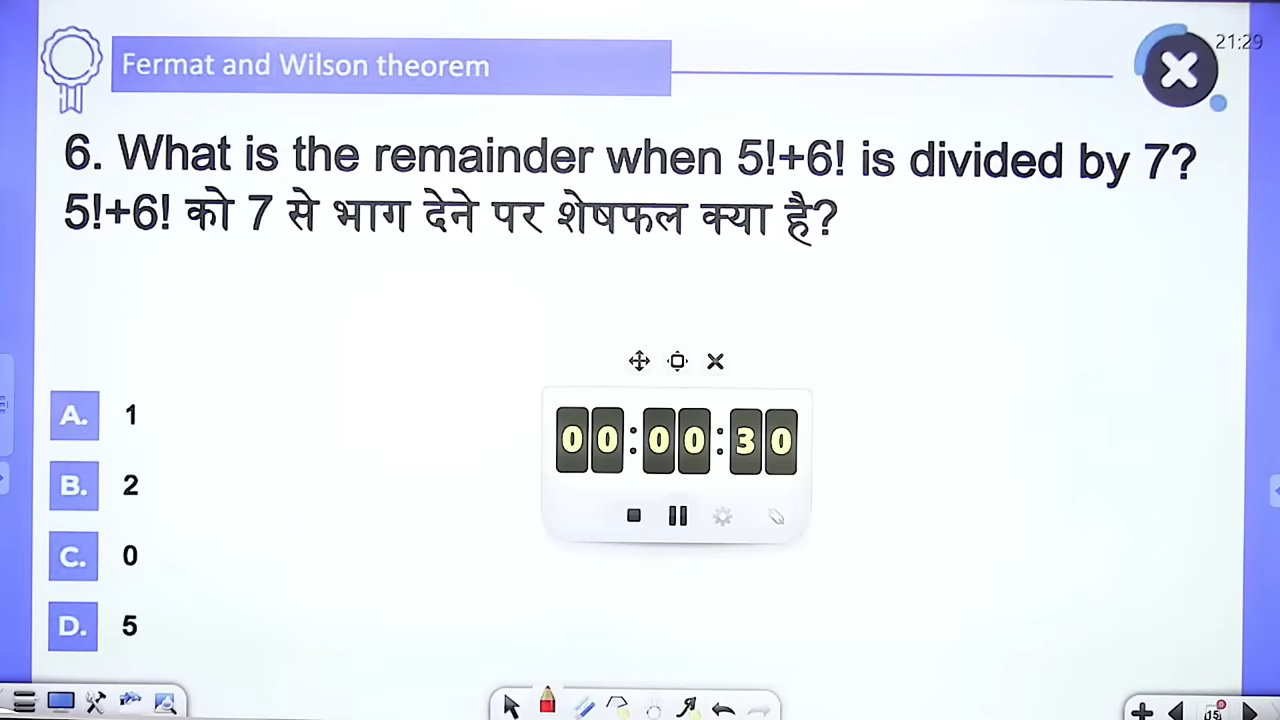 Fermat and Wilson theorem
21:29
6. What is the remainder when 5!+6! is divided by 7?
5!+6! को 7 से भाग देने पर शेषफल क्या है?
00:00:30
A. 1
B. 2
C. 0
D. 5
15